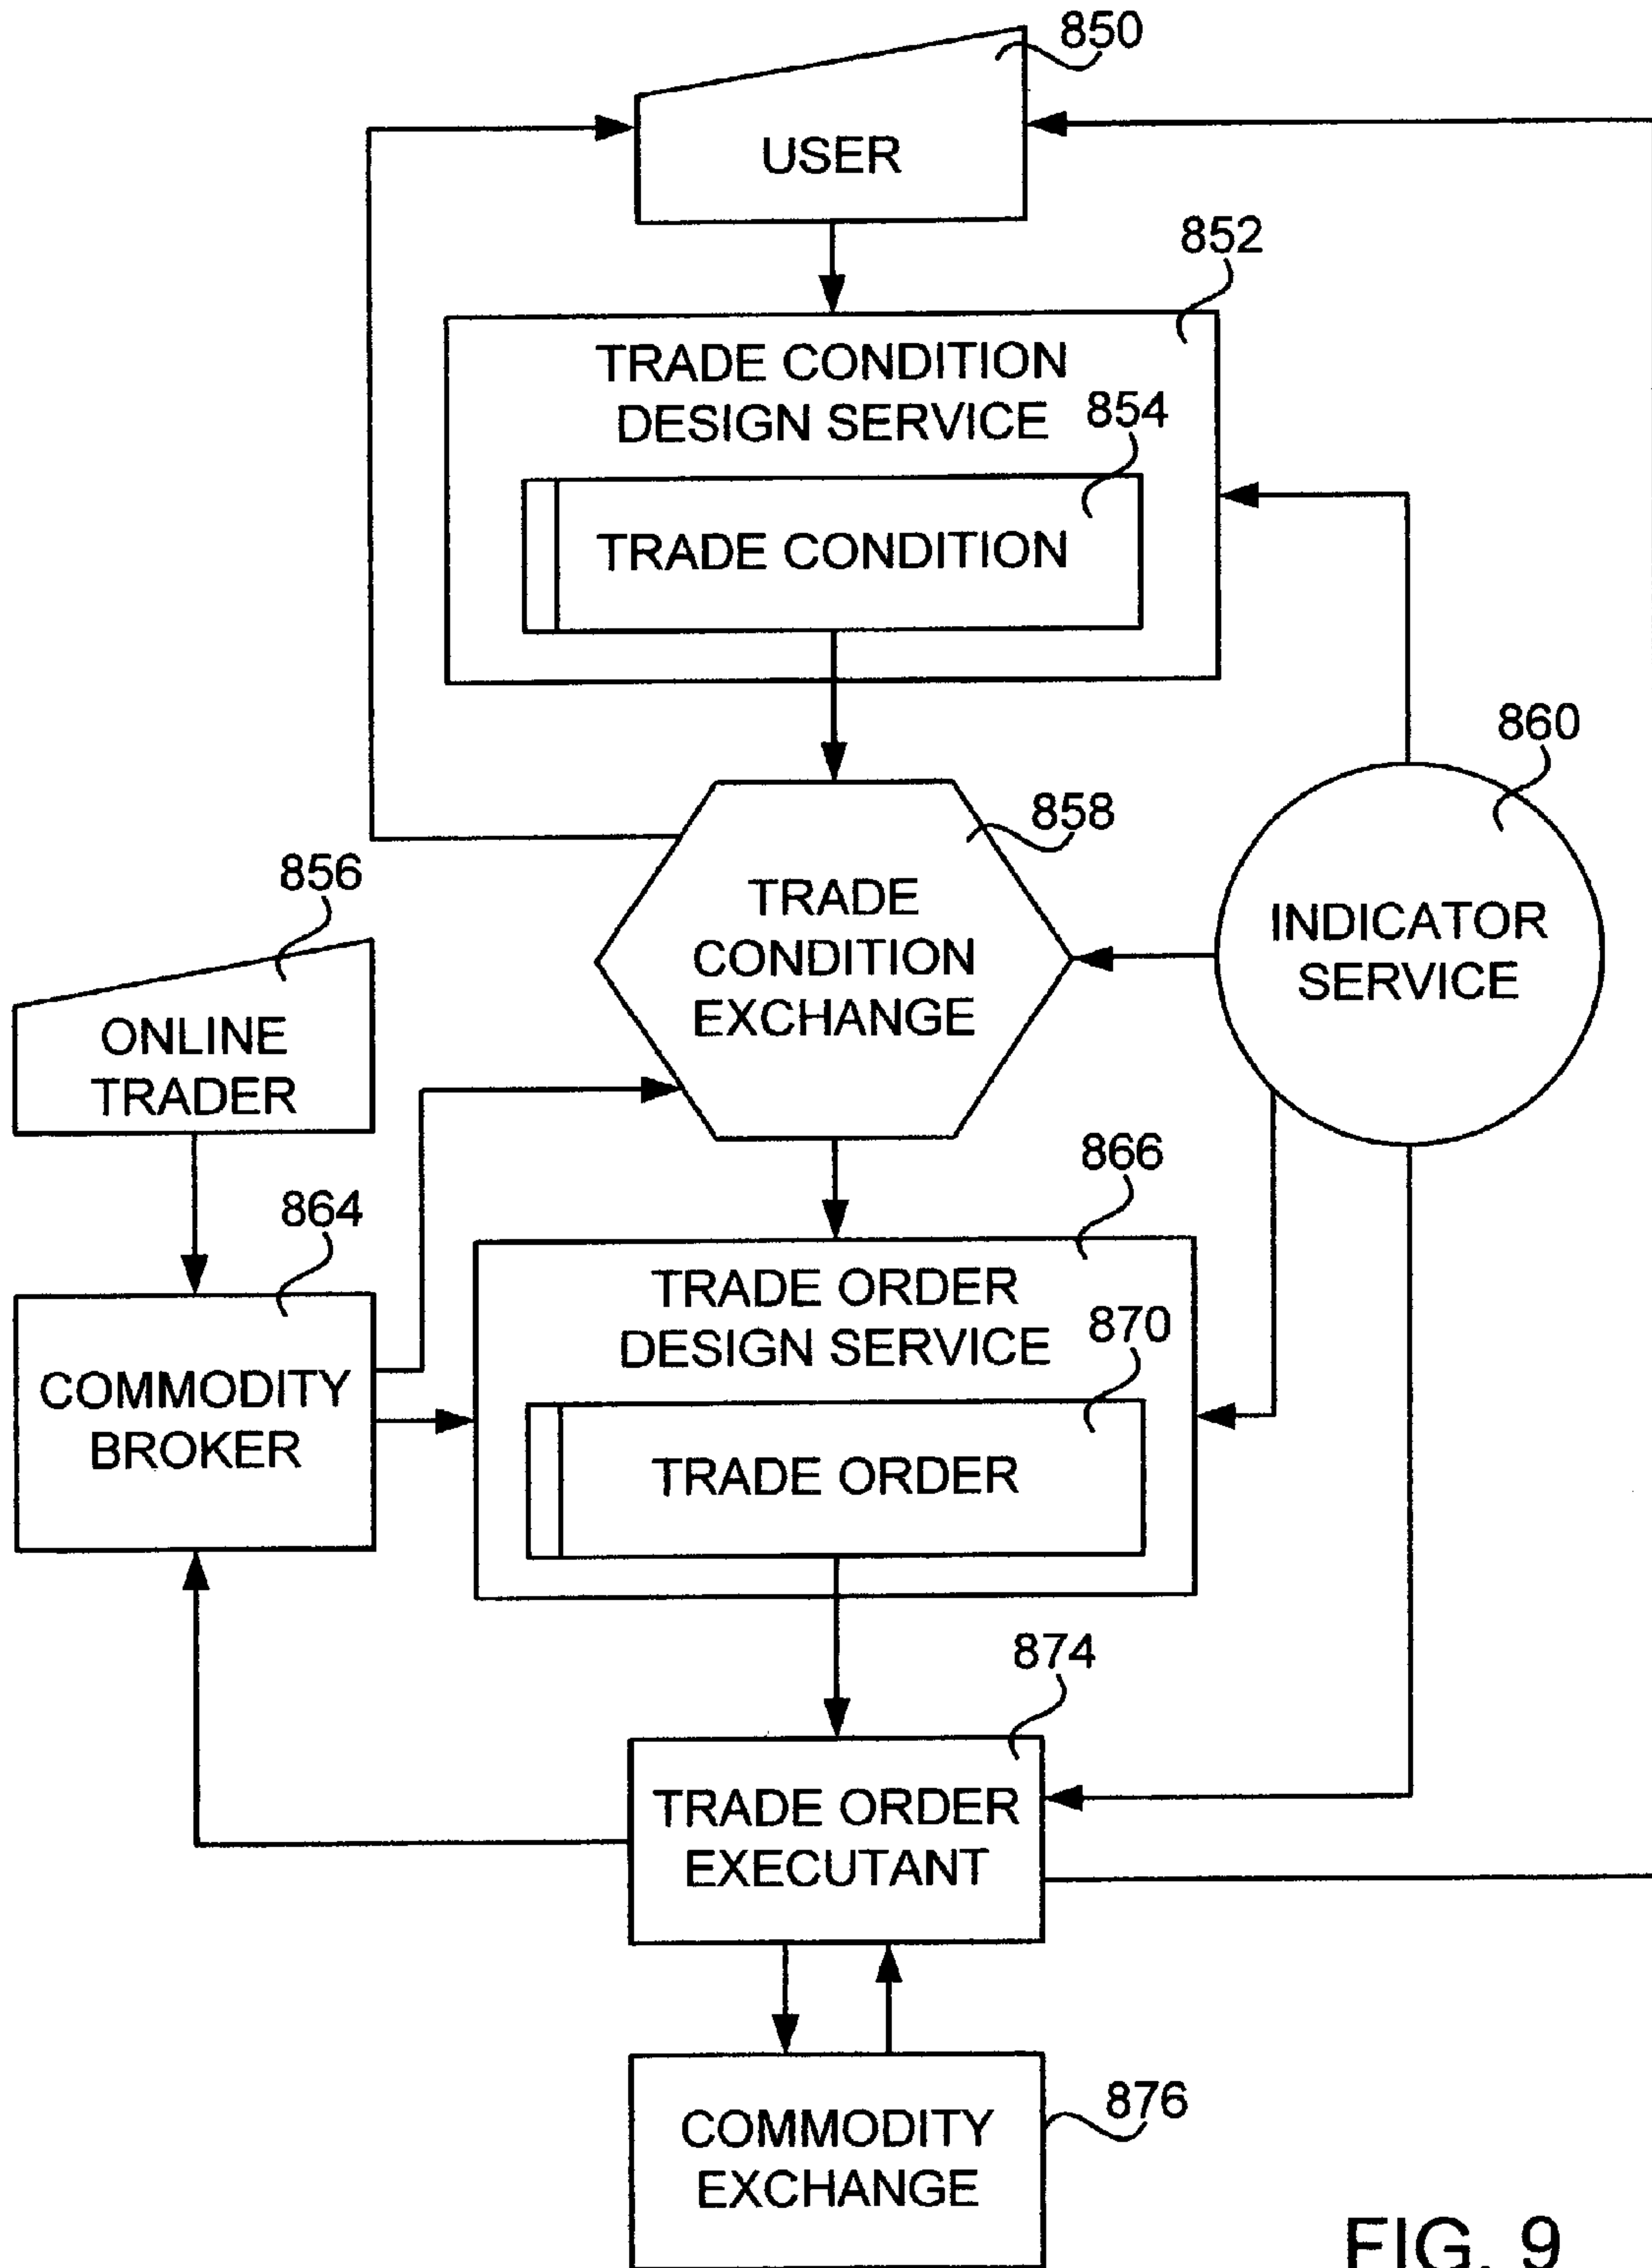 850
USER
852
TRADE CONDITION
DESIGN SERVICE
854
TRADE CONDITION
860
858
856
TRADE
CONDITION
EXCHANGE
INDICATOR
SERVICE
ONLINE
TRADER
866
864
TRADE ORDER
DESIGN SERVICE
870
COMMODITY
BROKER
TRADE ORDER
874
TRADE ORDER
EXECUTANT
876
COMMODITY
EXCHANGE
FIG. 9